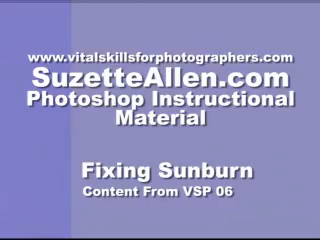 www.vitalskillsforphotographers.com
SuzetteAllen.com
Photoshop Instructional
Material
Fixing Sunburn
Content From VSP 06